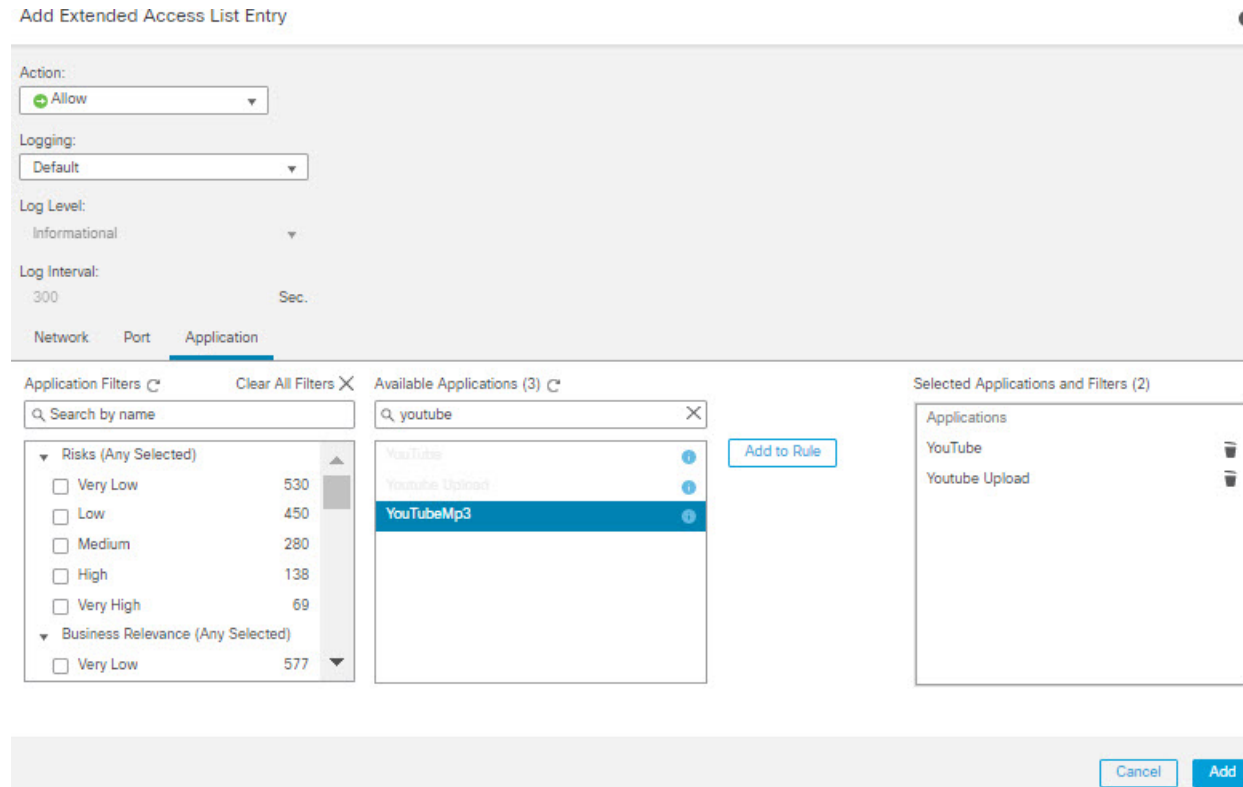 Add Extended Access List Entry
Action:
Allow
Logging:
Default
Log Level:
Informational
Log Interval:
300 Sec.
Network Port Application
Application Filters Clear All Filters Available Applications (3) Selected Applications and Filters (2)
Search by name youtube Applications
Risks (Any Selected) YouTube Add to Rule YouTube
Very Low 530 Youtube Upload Youtube Upload
Low 450 YouTubeMp3
Medium 280
High 138
Very High 69
Business Relevance (Any Selected)
Very Low 577
Cancel Add